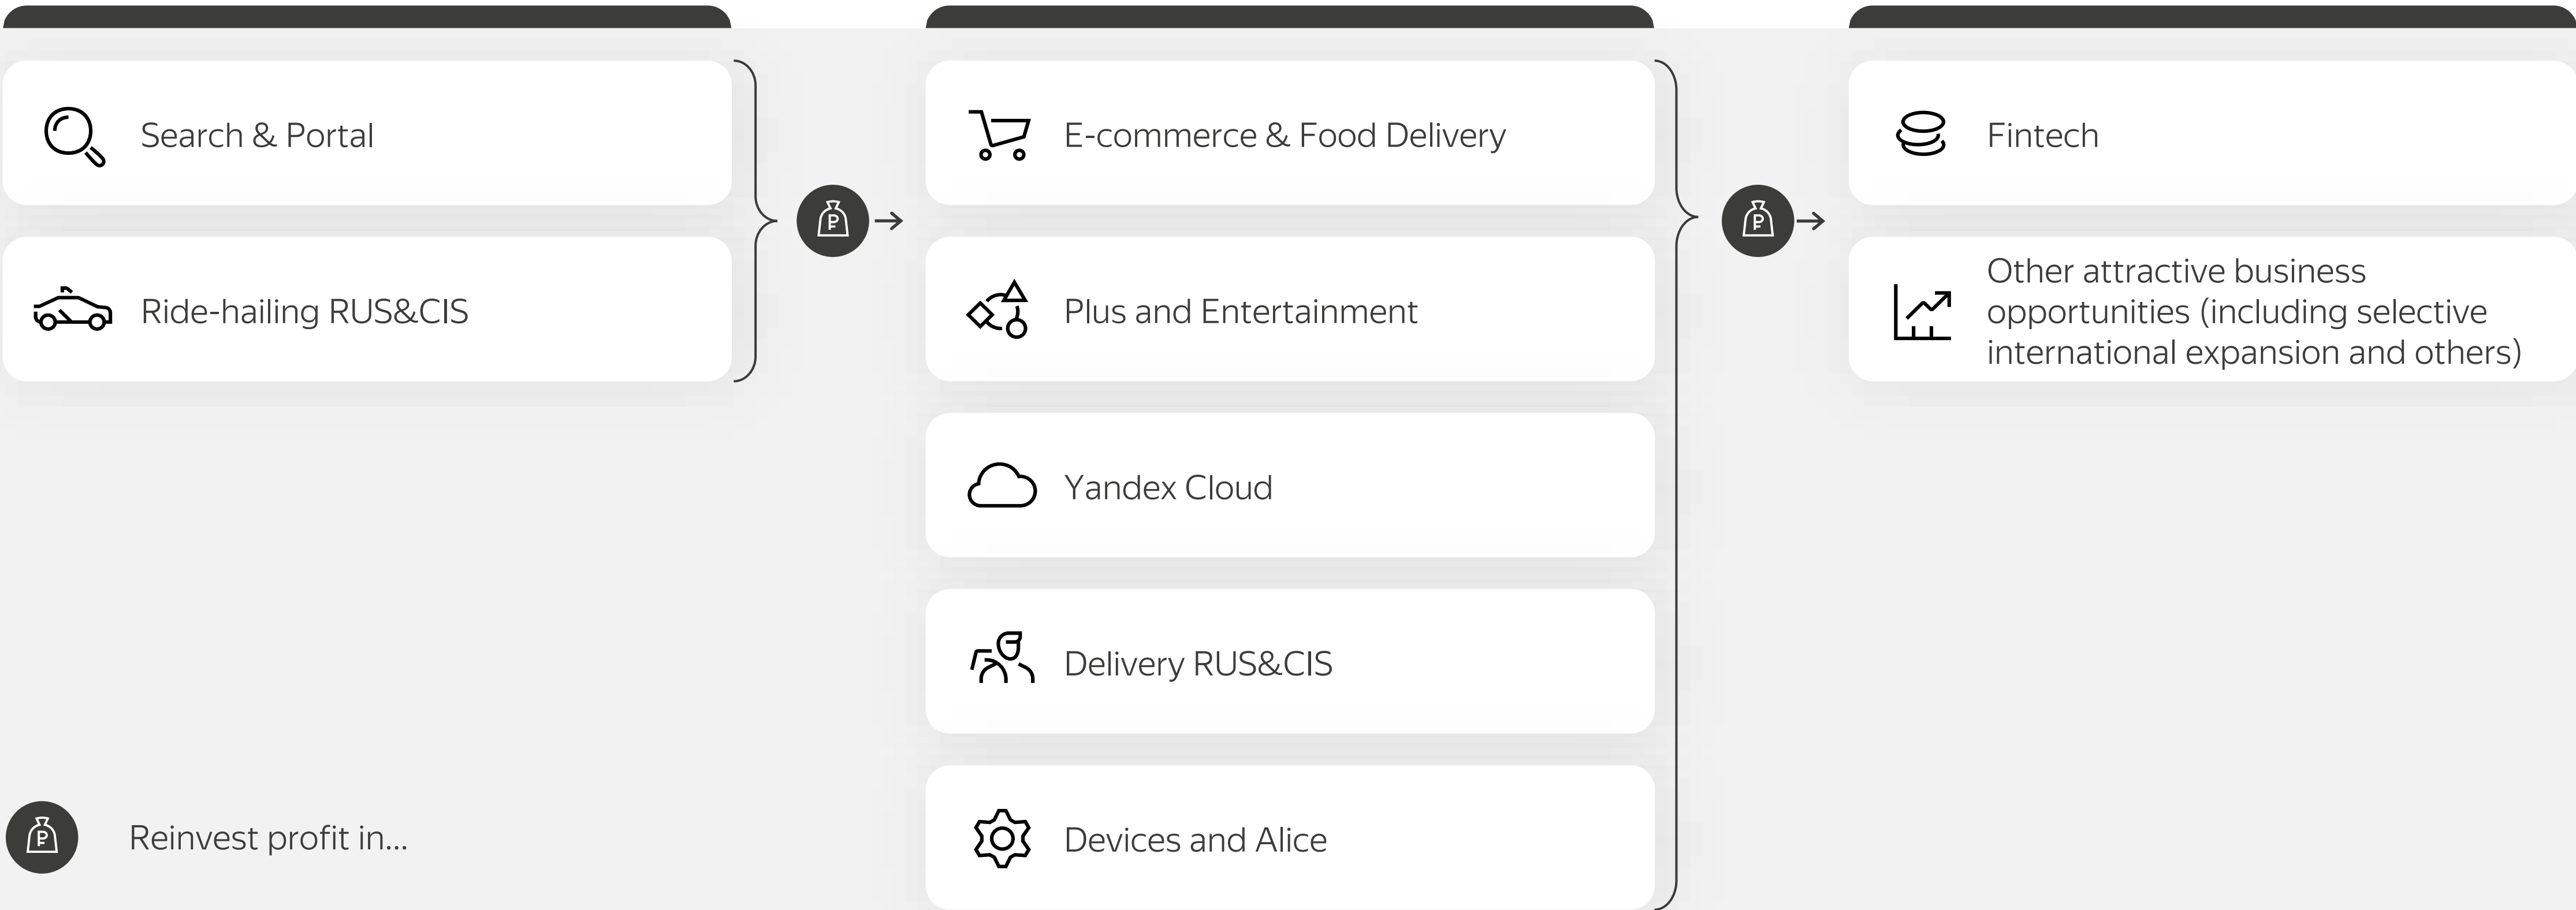 Search & Portal
Ride-hailing RUS&CIS
E-commerce & Food Delivery
Plus and Entertainment
Yandex Cloud
Delivery RUS&CIS
Devices and Alice
Fintech
Other attractive business
opportunities (including selective
international expansion and others)
Reinvest profit in...